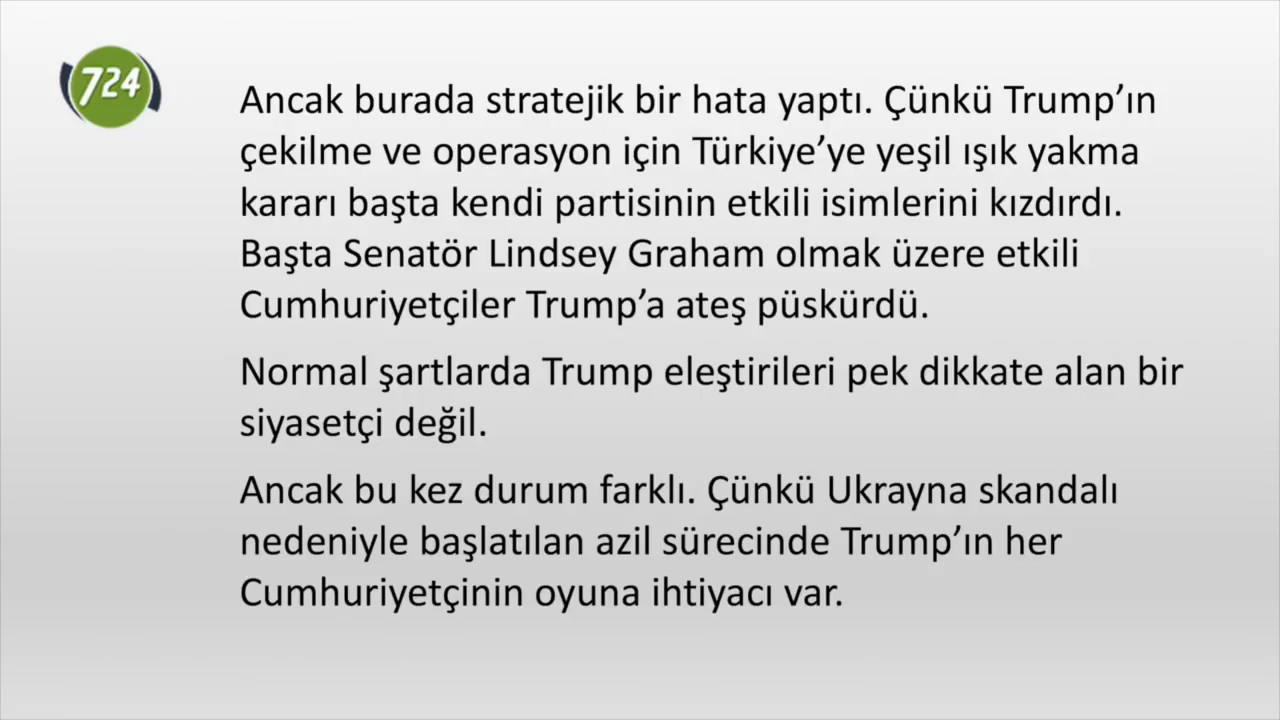 724
Ancak burada stratejik bir hata yaptı. Çünkü Trump’ın
çekilme ve operasyon için Türkiye’ye yeşil ışık yakma
kararı başta kendi partisinin etkili isimlerini kızdırdı.
Başta Senatör Lindsey Graham olmak üzere etkili
Cumhuriyetçiler Trump’a ateş püskürdü.
Normal şartlarda Trump eleştirileri pek dikkate alan bir
siyasetçi değil.
Ancak bu kez durum farklı. Çünkü Ukrayna skandalı
nedeniyle başlatılan azil sürecinde Trump’ın her
Cumhuriyetçinin oyuna ihtiyacı var.